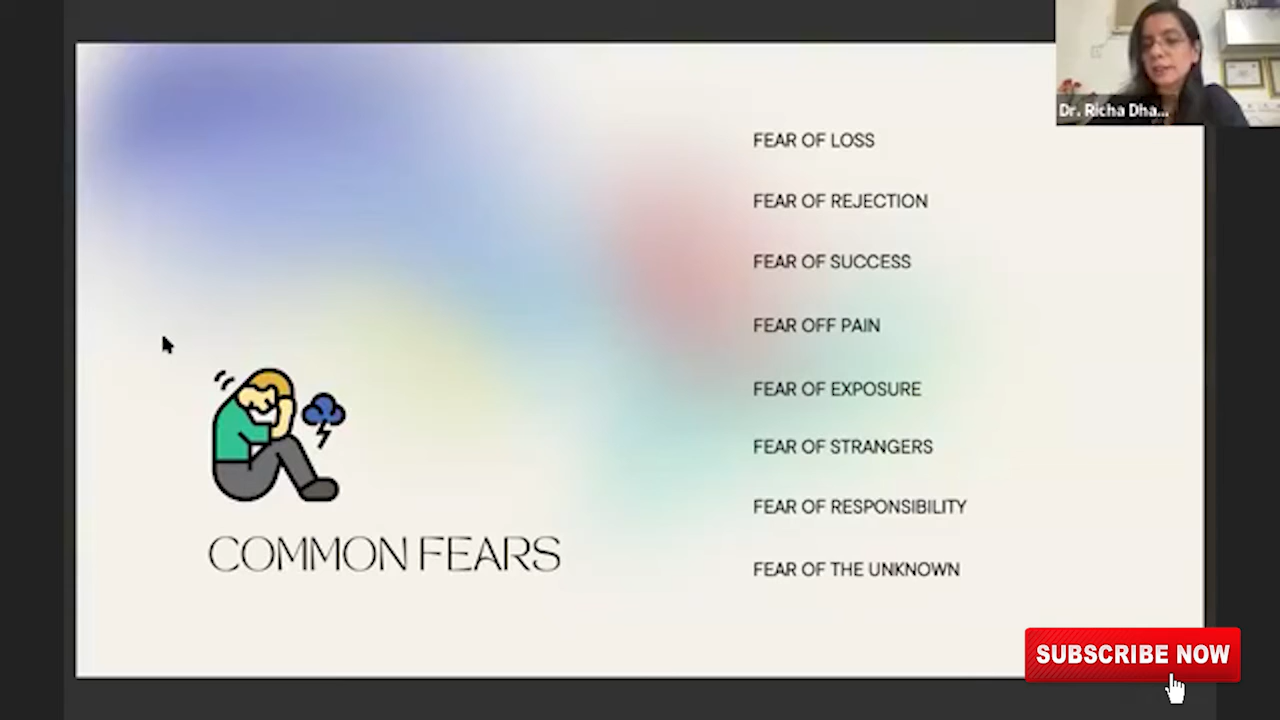 Dr. Richa Dha...
FEAR OF LOSS
FEAR OF REJECTION
FEAR OF SUCCESS
FEAR OFF PAIN
FEAR OF EXPOSURE
FEAR OF STRANGERS
FEAR OF RESPONSIBILITY
FEAR OF THE UNKNOWN
COMMON FEARS
SUBSCRIBE NOW